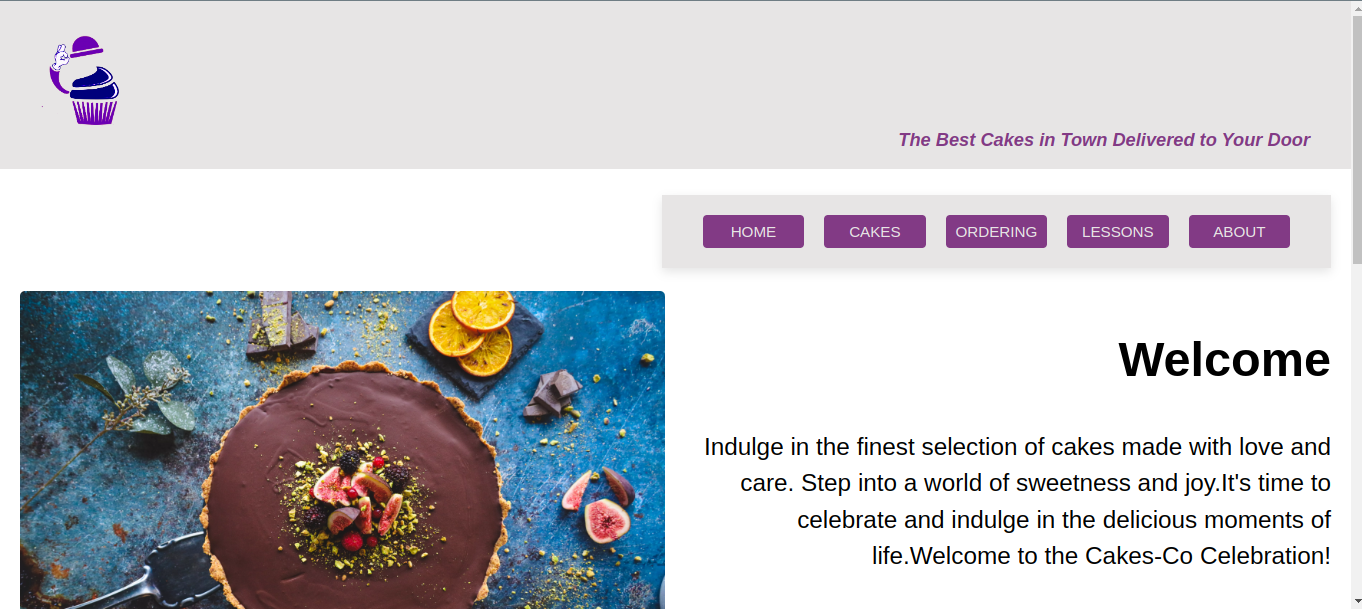 The Best Cakes in Town Delivered to Your Door
HOME CAKES ORDERING LESSONS ABOUT
Welcome
Indulge in the finest selection of cakes made with love and
care. Step into a world of sweetness and joy.It's time to
celebrate and indulge in the delicious moments of
life.Welcome to the Cakes-Co Celebration!